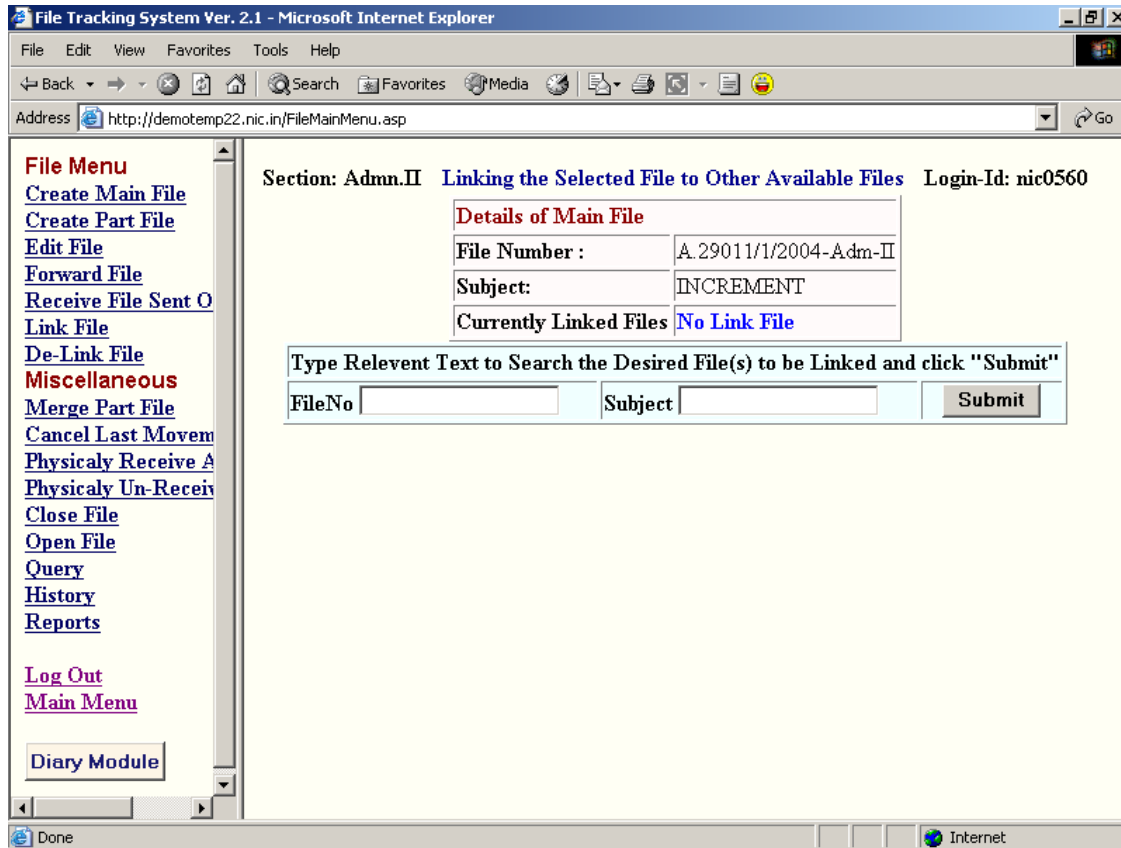 File Tracking System Ver. 2.1 - Microsoft Internet Explorer
File Edit View Favorites Tools Help
Back Search Favorites Media
Address http://demotemp22.nic.in/FileMainMenu.asp Go
File Menu
Create Main File
Create Part File
Edit File
Forward File
Receive File Sent O
Link File
De-Link File
Miscellaneous
Merge Part File
Cancel Last Movem
Physicaly Receive A
Physicaly Un-Receiv
Close File
Open File
Query
History
Reports
Log Out
Main Menu
Diary Module
Section: Admn.II Linking the Selected File to Other Available Files Login-Id: nic0560
Details of Main File
File Number : A.29011/1/2004-Adm-II
Subject: INCREMENT
Currently Linked Files No Link File
Type Relevent Text to Search the Desired File(s) to be Linked and click "Submit"
FileNo Subject Submit
Done Internet